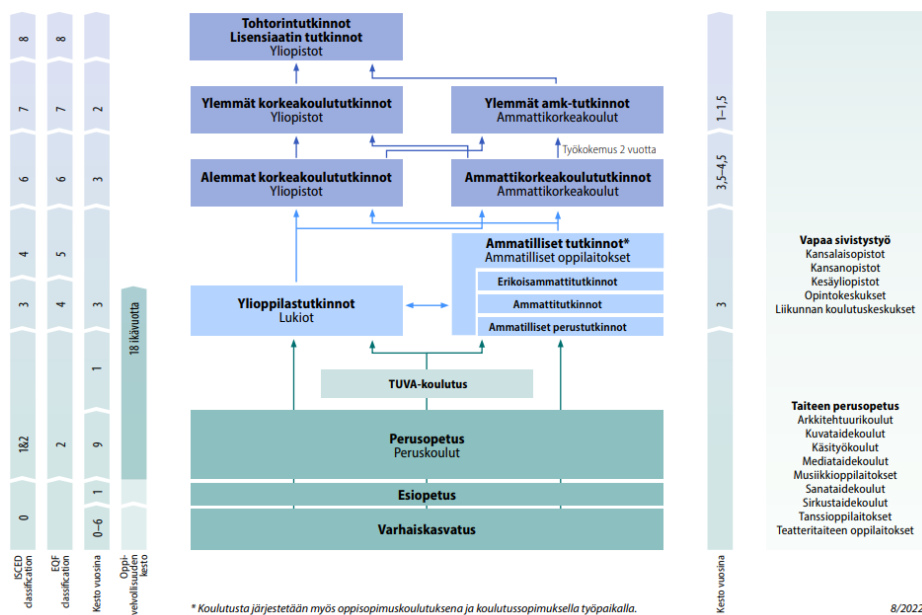 Tohtorintutkinnot
Lisensiaatin tutkinnot
Yliopistot
Ylemmät korkeakoulututkinnot
Yliopistot
Ylemmät amk-tutkinnot
Ammattikorkeakoulut
Työkokemus 2 vuotta
Alemmat korkeakoulututkinnot
Yliopistot
Ammattikorkeakoulututkinnot
Ammattikorkeakoulut
Ammatilliset tutkinnot*
Ammatilliset oppilaitokset
Erikoisammattitutkinnot
Ammattitutkinnot
Ammatilliset perustutkinnot
Ylioppilastutkinnot
Lukiot
TUVA-koulutus
Perusopetus
Peruskoulut
Esiopetus
Varhaiskasvatus
8
7
6
4
3
1&2
0
ISCED
classification
8
7
6
5
4
2
EQF
classification
2
3
3
1
9
1
0–6
Kesto vuosina
18 ikävuotta
Oppi-
velvollisuuden
kesto
1–1,5
3,5–4,5
3
Kesto vuosina
Vapaa sivistystyö
Kansalaisopistot
Kansanopistot
Kesäyliopistot
Opintokeskukset
Liikunnan koulutuskeskukset
Taiteen perusopetus
Arkkitehtuurikoulut
Kuvataidekoulut
Käsityökoulut
Mediataidekoulut
Musiikkioppilaitokset
Sanataidekoulut
Sirkustaidekoulut
Tanssioppilaitokset
Teatteritaiteen oppilaitokset
* Koulutusta järjestetään myös oppisopimuskoulutuksena ja koulutussopimuksella työpaikalla.
8/2022